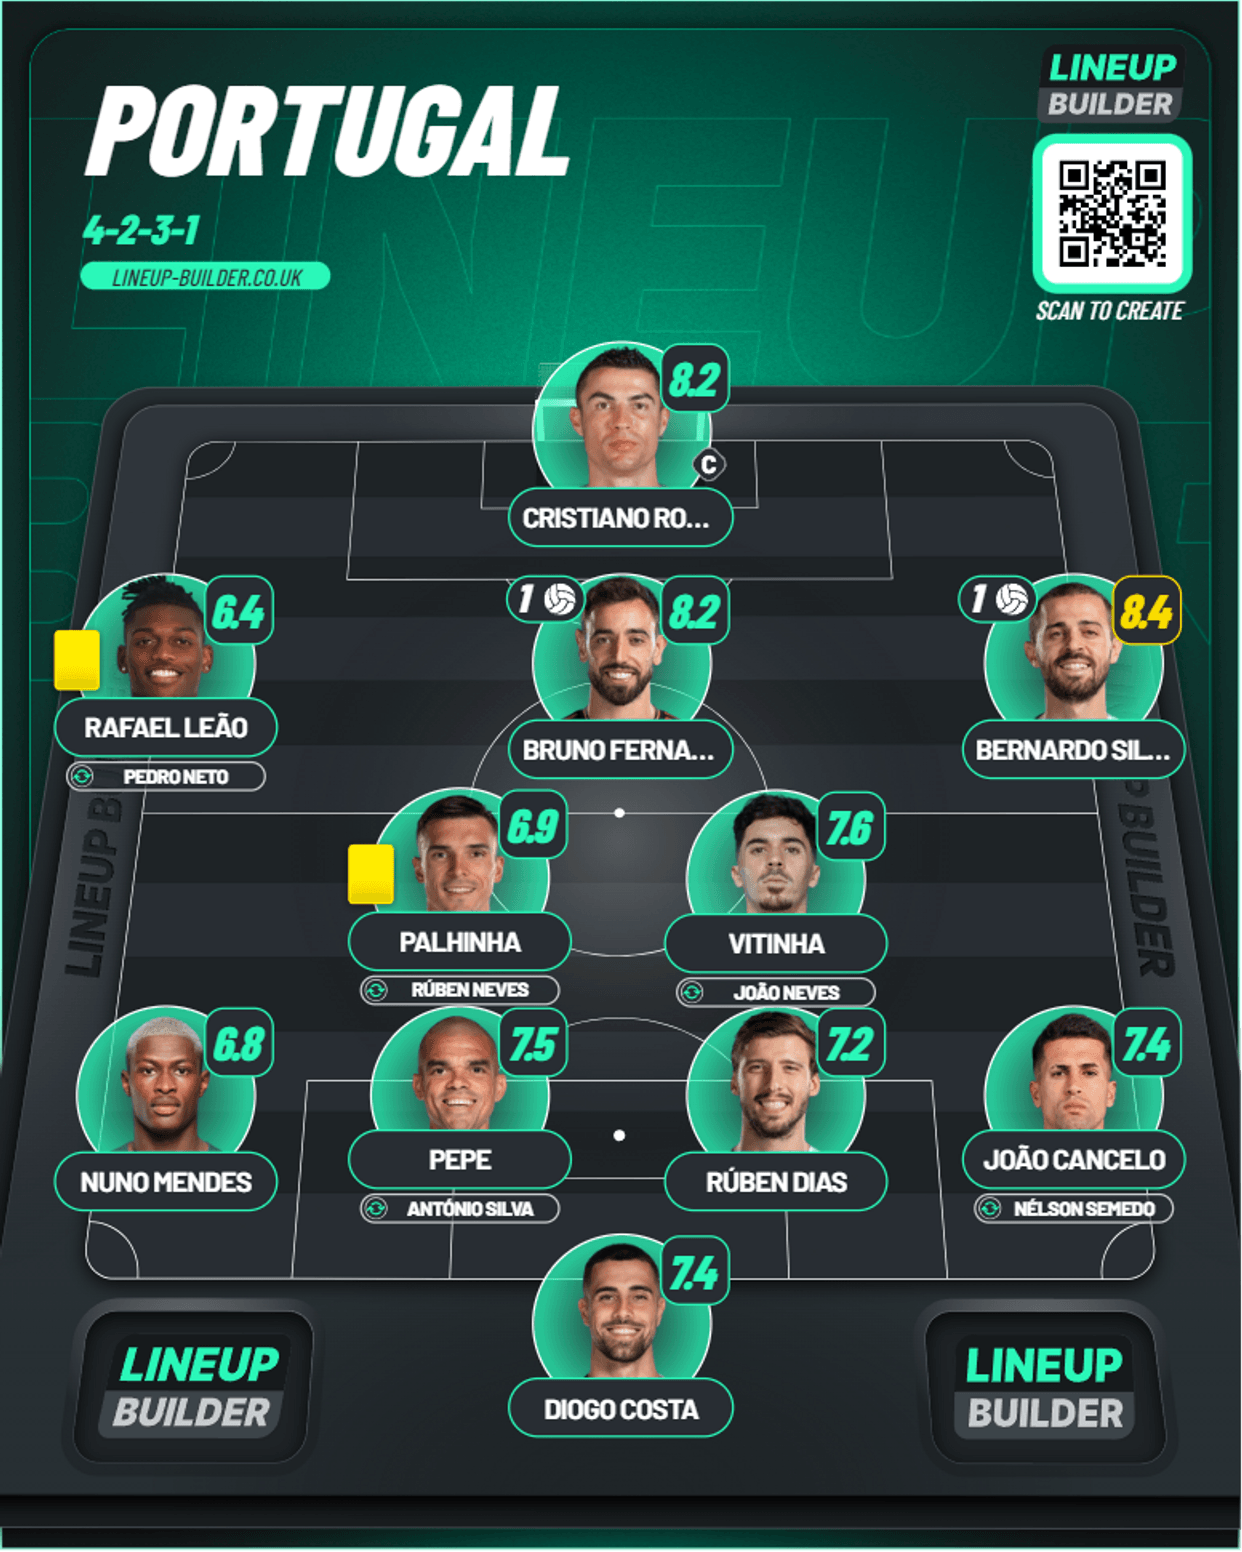 PORTUGAL
4-2-3-1
LINEUP-BUILDER.CO.UK
LINEUP
BUILDER
SCAN TO CREATE
8.2
C
CRISTIANO RO...
6.4
RAFAEL LEÃO
PEDRO NETO
1
8.2
BRUNO FERNA...
1
8.4
BERNARDO SIL...
6.9
PALHINHA
RÚBEN NEVES
7.6
VITINHA
JOÃO NEVES
LINEUP B
P BUILDER
6.8
NUNO MENDES
7.5
PEPE
ANTÓNIO SILVA
7.2
RÚBEN DIAS
7.4
JOÃO CANCELO
NÉLSON SEMEDO
7.4
DIOGO COSTA
LINEUP
BUILDER
LINEUP
BUILDER